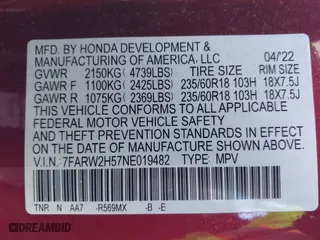 MFD. BY HONDA DEVELOPMENT &
MANUFACTURING OF AMERICA, LLC 04/22
GVWR 2150KG( 4739LBS) TIRE SIZE RIM SIZE
GAWR F 1100KG( 2425LBS) 235/60R18 103H 18X7.5J
GAWR R 1075KG( 2369LBS) 235/60R18 103H 18X7.5J
THIS VEHICLE CONFORMS TO ALL APPLICABLE
FEDERAL MOTOR VEHICLE SAFETY
AND THEFT PREVENTION STANDARDS IN EFFECT ON
THE DATE OF MANUFACTURE SHOWN ABOVE.
V.I.N.: 7FARW2H57NE019482 TYPE: MPV
TNR N AA7 -R569MX -B -E
DREAMBID.COM